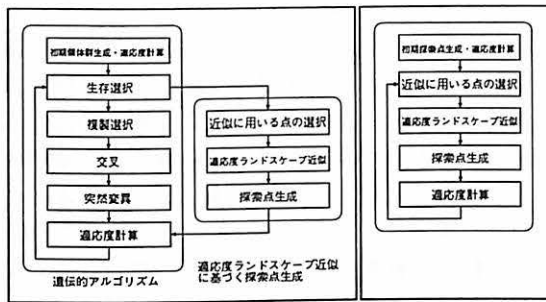 初期個体群生成・適応度計算
生存選択
複製選択
交叉
突然変異
適応度計算
遺伝的アルゴリズム
近似に用いる点の選択
適応度ランドスケープ近似
探索点生成
適応度ランドスケープ近似
に基づく探索点生成
初期探索点生成・適応度計算
近似に用いる点の選択
適応度ランドスケープ近似
探索点生成
適応度計算